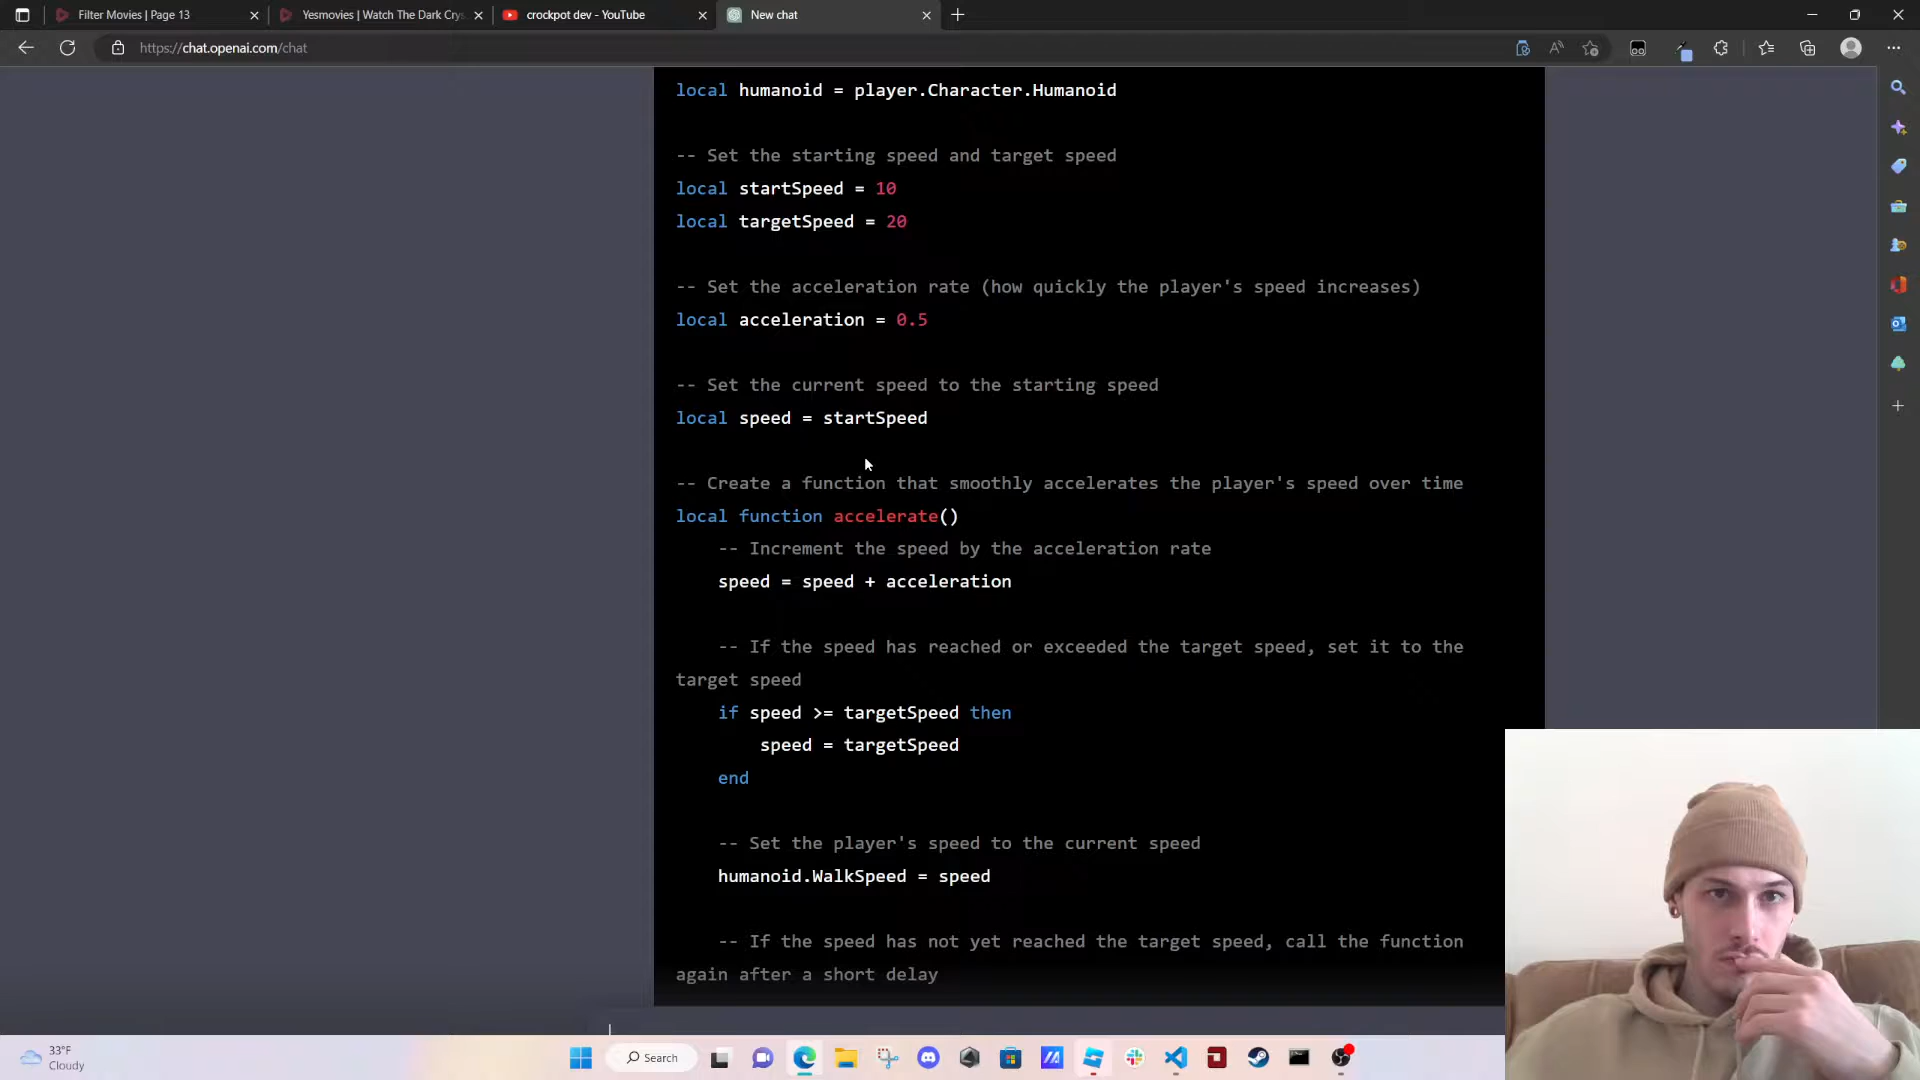 Filter Movies | Page 13
Yesmovies | Watch The Dark Crys
crockpot dev - YouTube
New chat
https://chat.openai.com/chat
local humanoid = player.Character.Humanoid
-- Set the starting speed and target speed
local startSpeed = 10
local targetSpeed = 20
-- Set the acceleration rate (how quickly the player's speed increases)
local acceleration = 0.5
-- Set the current speed to the starting speed
local speed = startSpeed
-- Create a function that smoothly accelerates the player's speed over time
local function accelerate()
-- Increment the speed by the acceleration rate
speed = speed + acceleration
-- If the speed has reached or exceeded the target speed, set it to the
target speed
if speed >= targetSpeed then
speed = targetSpeed
end
-- Set the player's speed to the current speed
humanoid.WalkSpeed = speed
-- If the speed has not yet reached the target speed, call the function
again after a short delay
33°F
Cloudy
Search